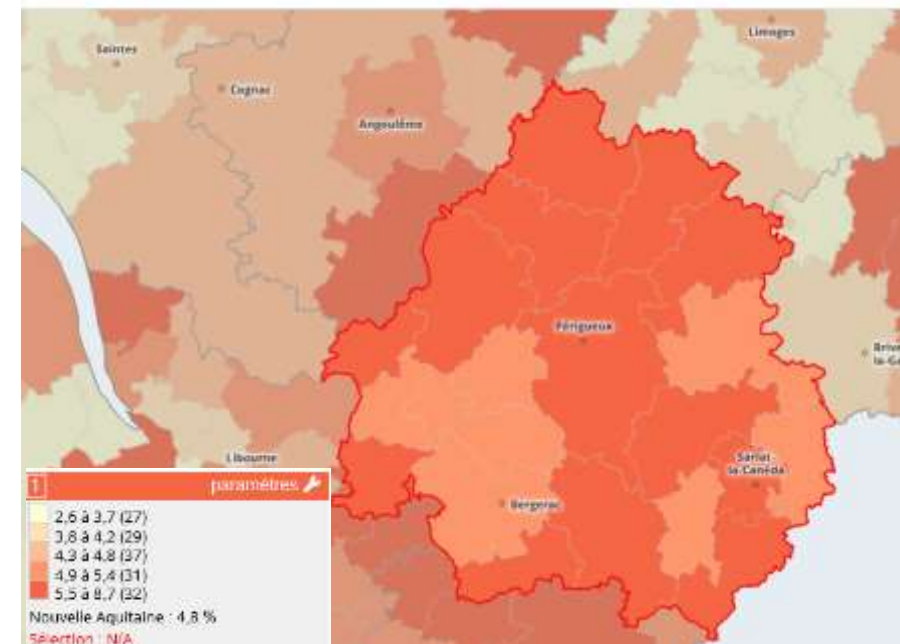 Saintes
Limoges
Cognac
Angoulême
Périgueux
Libourne
Sarlat-
la-Canéda
Bergerac
1
paramètres
2,6 à 3,7 (27)
3,8 à 4,2 (29)
4,3 à 4,8 (37)
4,9 à 5,4 (31)
5,5 à 8,7 (32)
Nouvelle Aquitaine : 4,8 %
Sélection : N/A